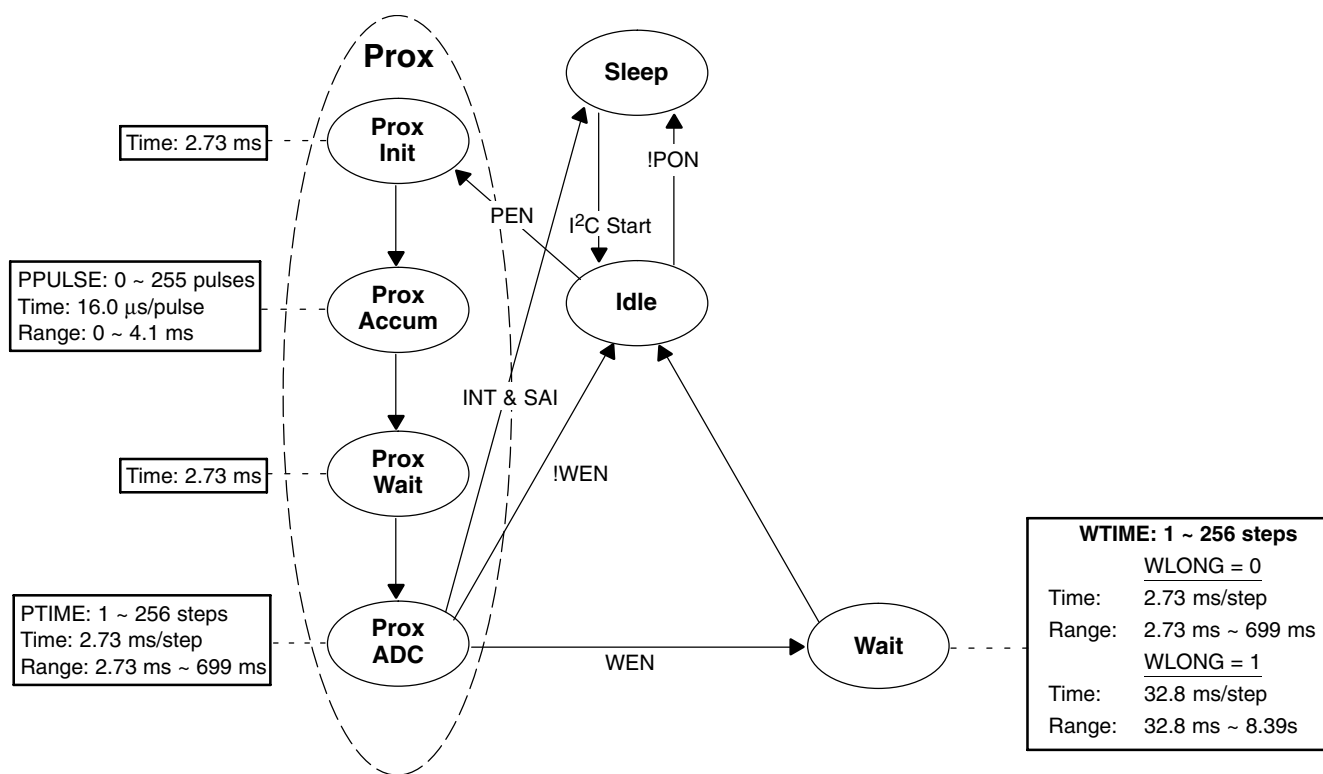 Prox
Sleep
Prox
Init
Time: 2.73 ms
!PON
PEN
I²C Start
PPULSE: 0 ~ 255 pulses
Time: 16.0 μs/pulse
Range: 0 ~ 4.1 ms
Prox
Accum
Idle
INT & SAI
Prox
Wait
Time: 2.73 ms
!WEN
PTIME: 1 ~ 256 steps
Time: 2.73 ms/step
Range: 2.73 ms ~ 699 ms
Prox
ADC
WEN
Wait
WTIME: 1 ~ 256 steps
WLONG = 0
Time: 2.73 ms/step
Range: 2.73 ms ~ 699 ms
WLONG = 1
Time: 32.8 ms/step
Range: 32.8 ms ~ 8.39s